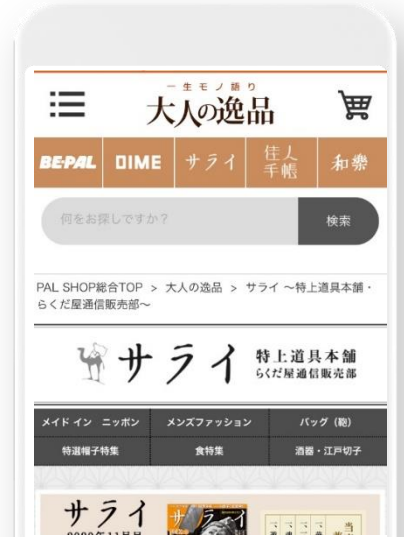 一生モノ語り
大人の逸品
BE-PAL DIME サライ 住人手帳 和樂
何をお探しですか？ 検索
PAL SHOP総合TOP > 大人の逸品 > サライ ～特上道具本舗・
らくだ屋通信販売部～
サライ 特上道具本舗
らくだ屋通信販売部
メイド イン ニッポン メンズファッション バッグ（鞄）
特選帽子特集 食特集 酒器・江戸切子
サライ サライ